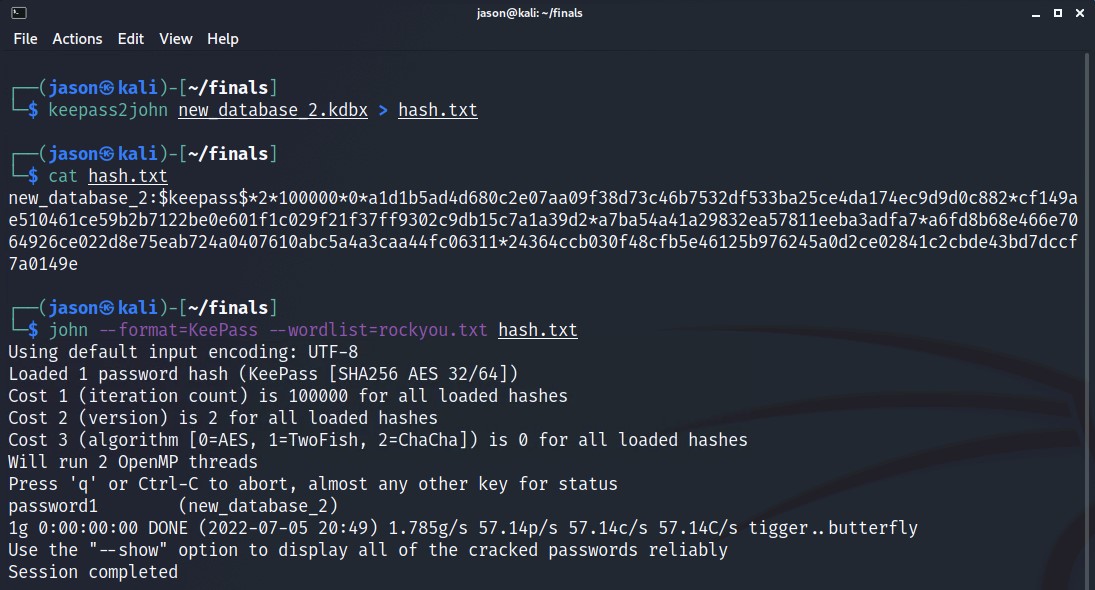 jason@kali: ~/finals
File Actions Edit View Help
┌──(jason㉿kali)-[~/finals]
└─$ keepass2john new_database_2.kdbx > hash.txt
┌──(jason㉿kali)-[~/finals]
└─$ cat hash.txt
new_database_2:$keepass$*2*100000*0*a1d1b5ad4d680c2e07aa09f38d73c46b7532df533ba25ce4da174ec9d9d0c882*cf149a
e510461ce59b2b7122be0e601f1c029f21f37ff9302c9db15c7a1a39d2*a7ba54a41a29832ea57811eeba3adfa7*a6fd8b68e466e70
64926ce022d8e75eab724a0407610abc5a4a3caa44fc06311*24364ccb030f48cfb5e46125b976245a0d2ce02841c2cbde43bd7dccf
7a0149e
┌──(jason㉿kali)-[~/finals]
└─$ john --format=KeePass --wordlist=rockyou.txt hash.txt
Using default input encoding: UTF-8
Loaded 1 password hash (KeePass [SHA256 AES 32/64])
Cost 1 (iteration count) is 100000 for all loaded hashes
Cost 2 (version) is 2 for all loaded hashes
Cost 3 (algorithm [0=AES, 1=TwoFish, 2=ChaCha]) is 0 for all loaded hashes
Will run 2 OpenMP threads
Press 'q' or Ctrl-C to abort, almost any other key for status
password1        (new_database_2)
1g 0:00:00:00 DONE (2022-07-05 20:49) 1.785g/s 57.14p/s 57.14c/s 57.14C/s tigger..butterfly
Use the "--show" option to display all of the cracked passwords reliably
Session completed